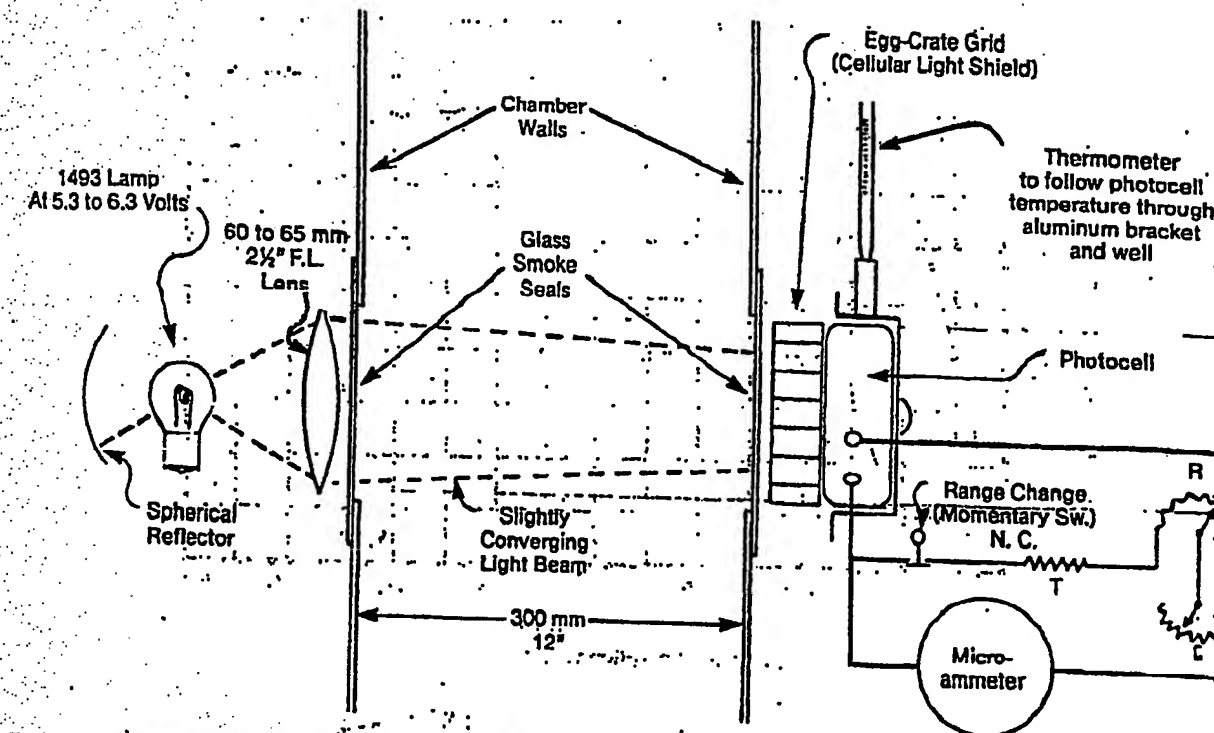 Egg-Crate Grid
(Cellular Light Shield)
Chamber
Walls
1493 Lamp
At 5.3 to 6.3 Volts
60 to 65 mm
2½" F.L.
Lens
Glass
Smoke
Seals
Thermometer
to follow photocell
temperature through
aluminum bracket
and well
Photocell
Spherical
Reflector
Slightly
Converging
Light Beam
Range Change
(Momentary Sw.)
N. C.
R
T
C
300 mm
12"
Micro-
ammeter